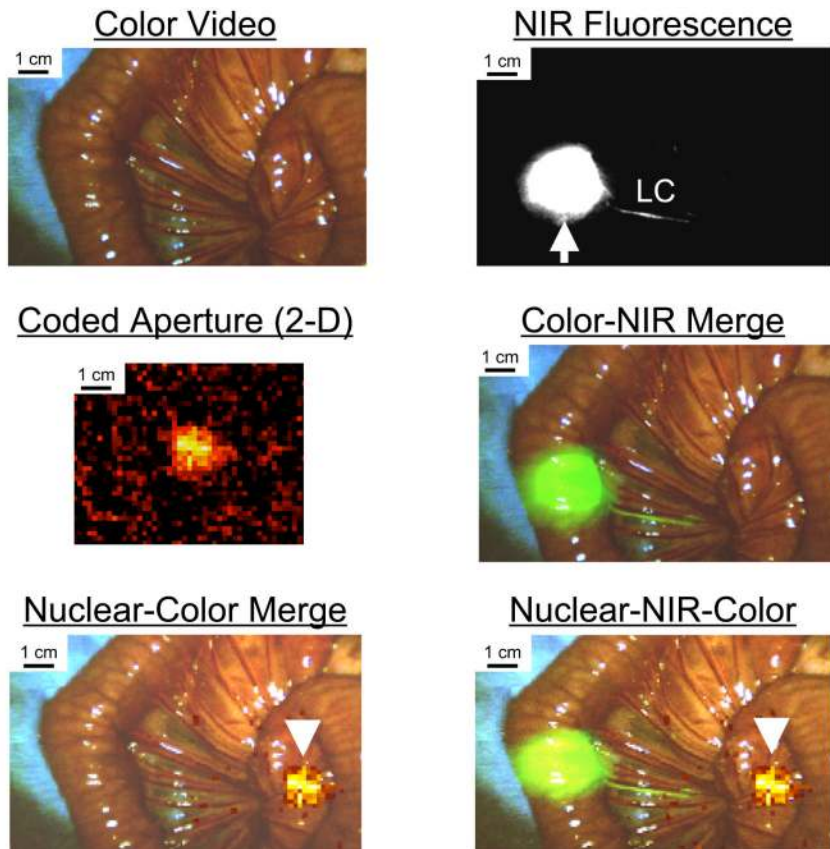 Color Video
1 cm
NIR Fluorescence
1 cm
LC
Coded Aperture (2-D)
1 cm
Color-NIR Merge
1 cm
Nuclear-Color Merge
1 cm
Nuclear-NIR-Color
1 cm